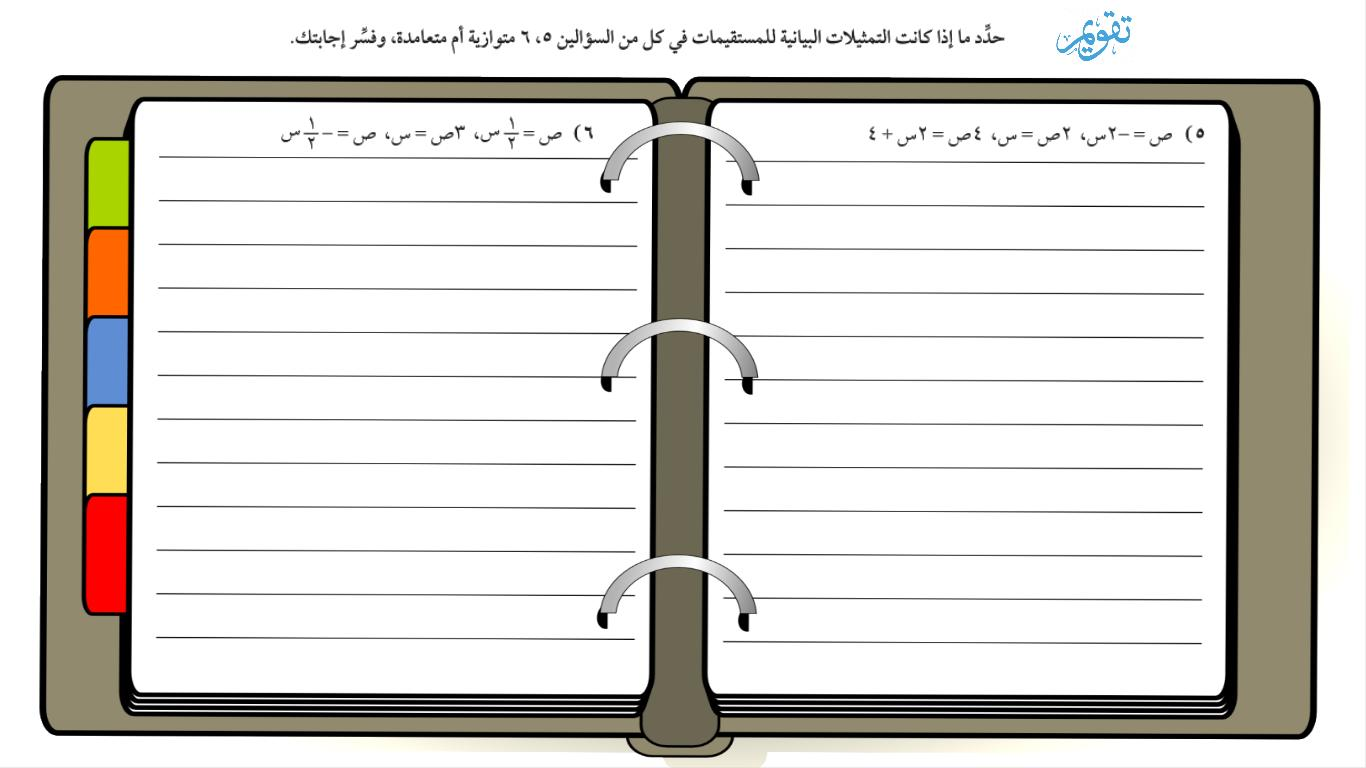 تقويم
حدِّد ما إذا كانت التمثيلات البيانية للمستقيمات في كل من السؤالين ٥، ٦ متوازية أم متعامدة، وفسِّر إجابتك.
٥) ص = −٢س، ٢ص = س، ٤ص = ٢س + ٤
٦) ص = ١/٢ س، ٣ص = س، ص = −١/٢ س